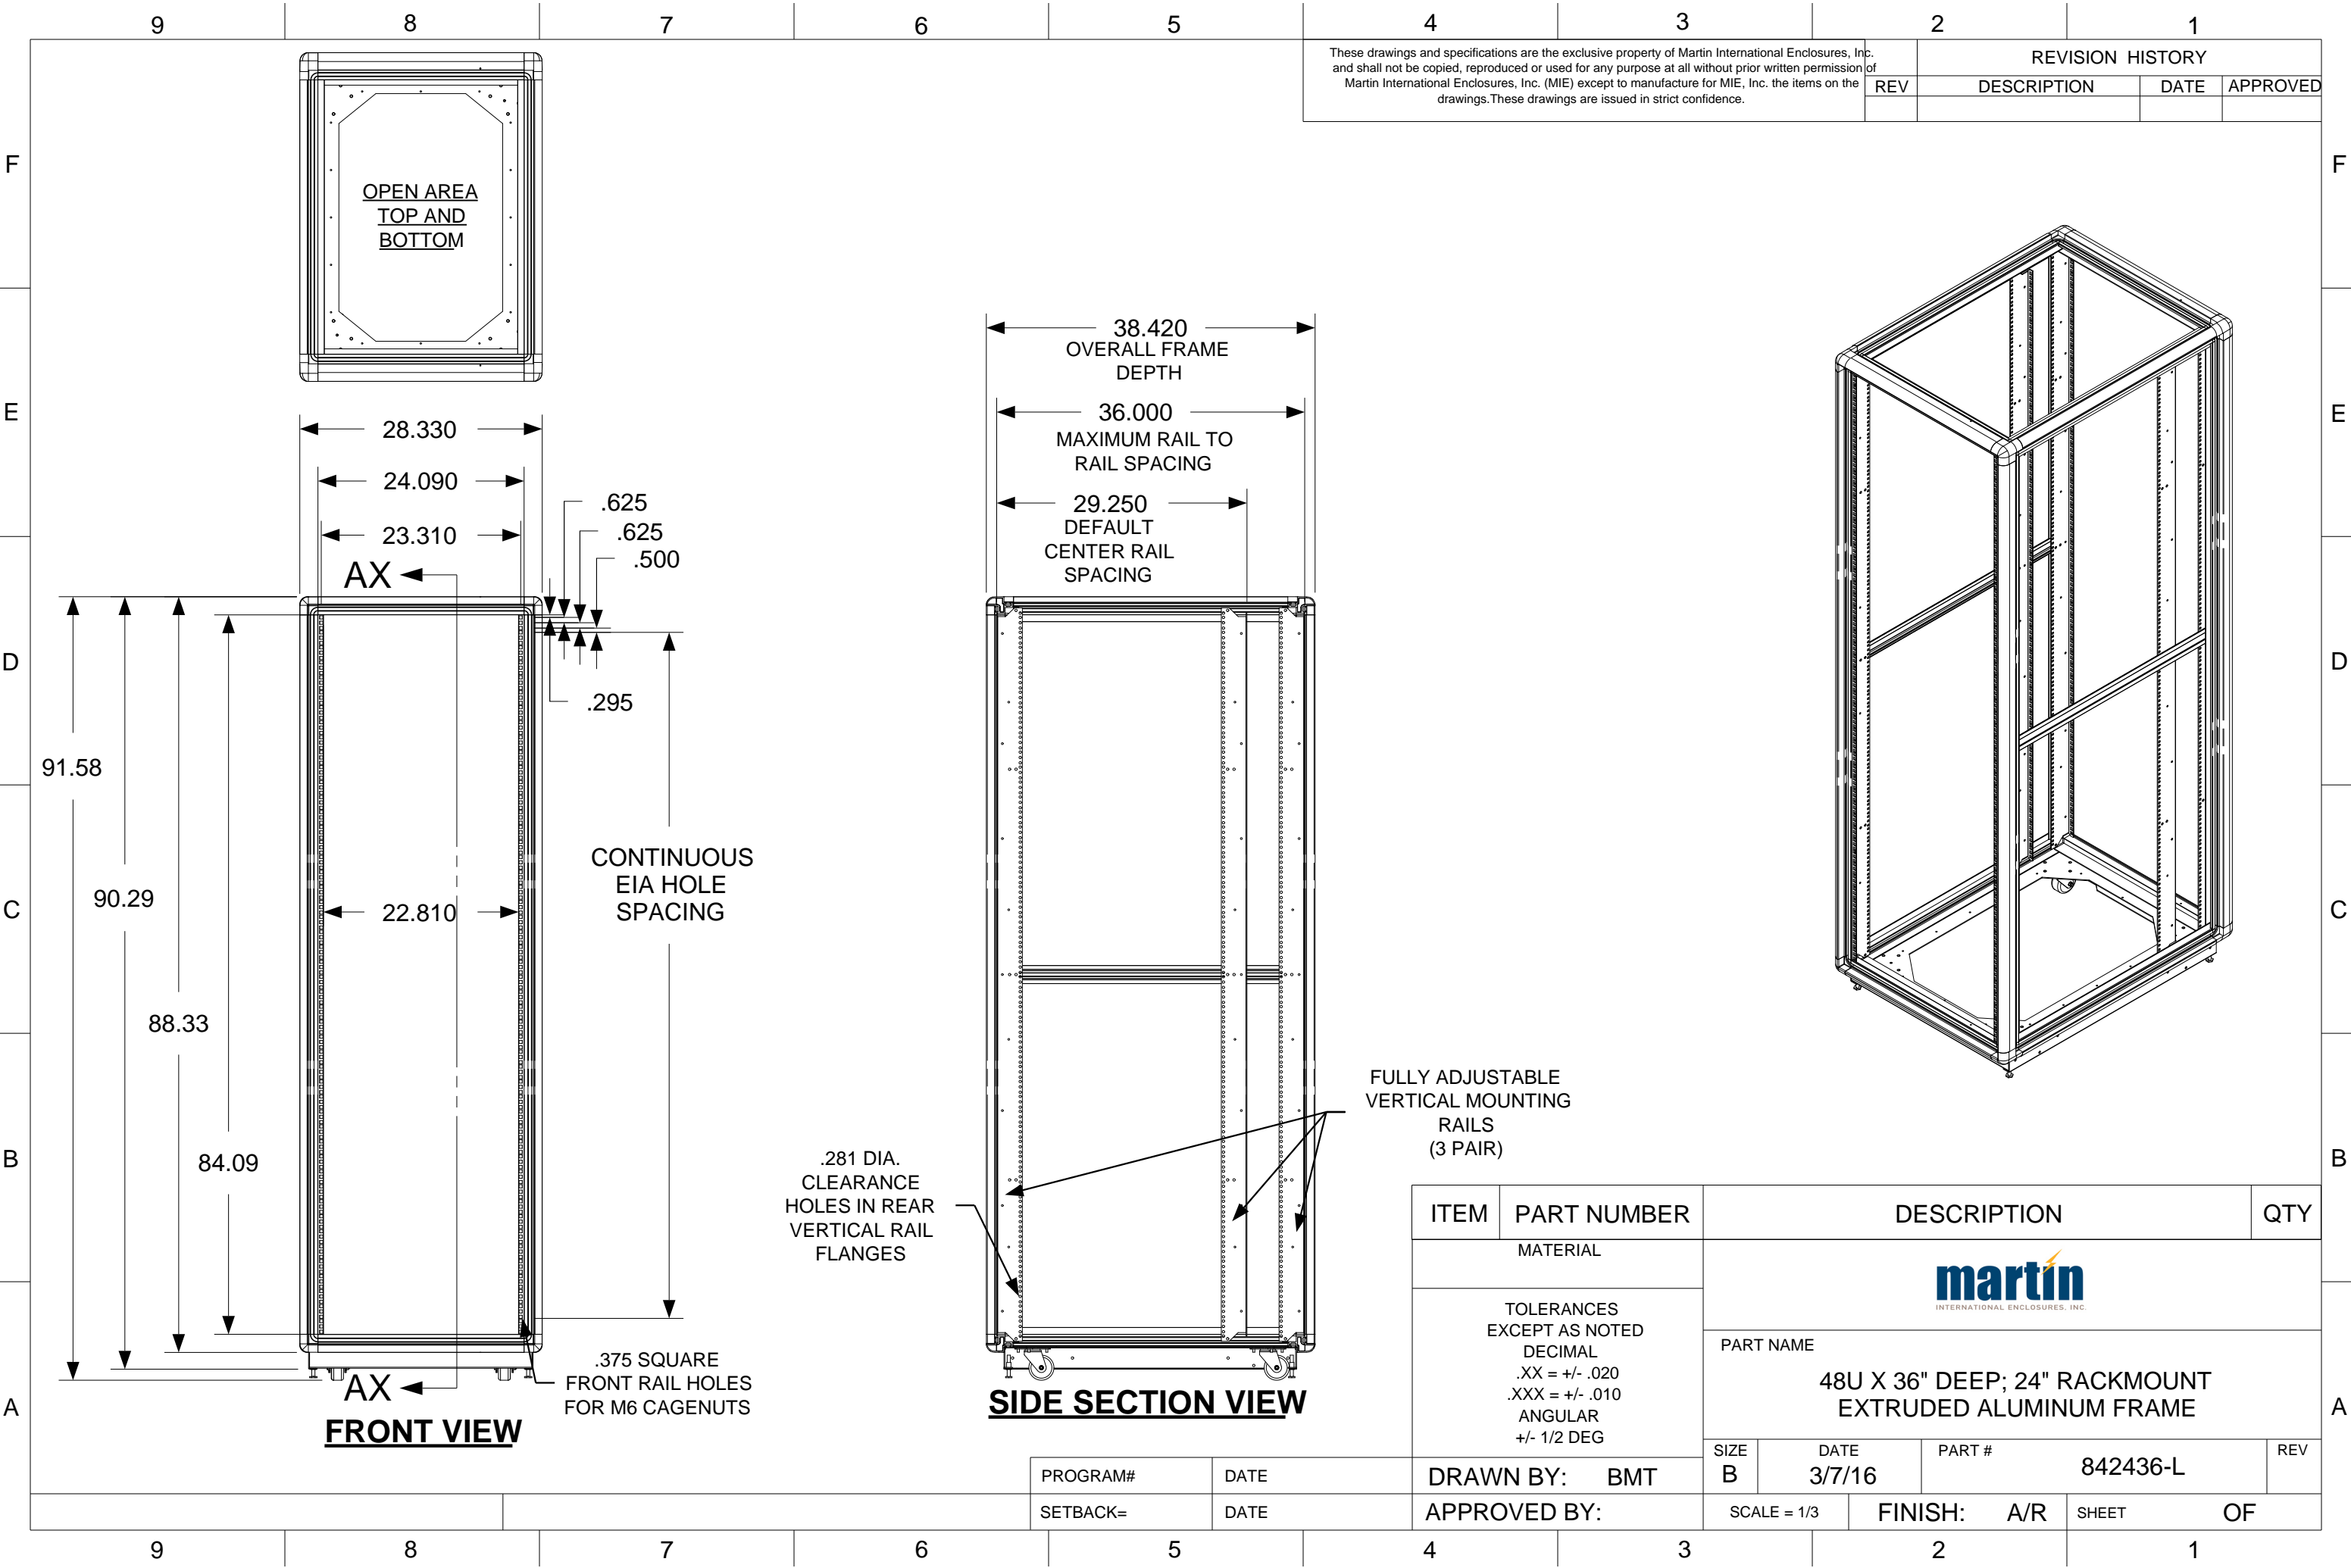 9 8 7 6 5 4 3 2 1
These drawings and specifications are the exclusive property of Martin International Enclosures, Inc.
and shall not be copied, reproduced or used for any purpose at all without prior written permission of
Martin International Enclosures, Inc. (MIE) except to manufacture for MIE, Inc. the items on the
drawings.These drawings are issued in strict confidence.
REVISION HISTORY
REV DESCRIPTION DATE APPROVED
F F
OPEN AREA
TOP AND
BOTTOM
E E
28.330
24.090
23.310
.625
.625
.500
.295
AX
38.420
OVERALL FRAME
DEPTH
36.000
MAXIMUM RAIL TO
RAIL SPACING
29.250
DEFAULT
CENTER RAIL
SPACING
D D
91.58
90.29
88.33
84.09
22.810
CONTINUOUS
EIA HOLE
SPACING
C C
B B
.281 DIA.
CLEARANCE
HOLES IN REAR
VERTICAL RAIL
FLANGES
FULLY ADJUSTABLE
VERTICAL MOUNTING
RAILS
(3 PAIR)
.375 SQUARE
FRONT RAIL HOLES
FOR M6 CAGENUTS
AX
FRONT VIEW
SIDE SECTION VIEW
A A
ITEM PART NUMBER DESCRIPTION QTY
MATERIAL
martin
INTERNATIONAL ENCLOSURES, INC.
TOLERANCES
EXCEPT AS NOTED
DECIMAL
.XX = +/- .020
.XXX = +/- .010
ANGULAR
+/- 1/2 DEG
PART NAME
48U X 36" DEEP; 24" RACKMOUNT
EXTRUDED ALUMINUM FRAME
SIZE
B
DATE
3/7/16
PART #
842436-L
REV
PROGRAM# DATE
DRAWN BY: BMT
SETBACK= DATE
APPROVED BY:
SCALE = 1/3
FINISH: A/R
SHEET OF
9 8 7 6 5 4 3 2 1